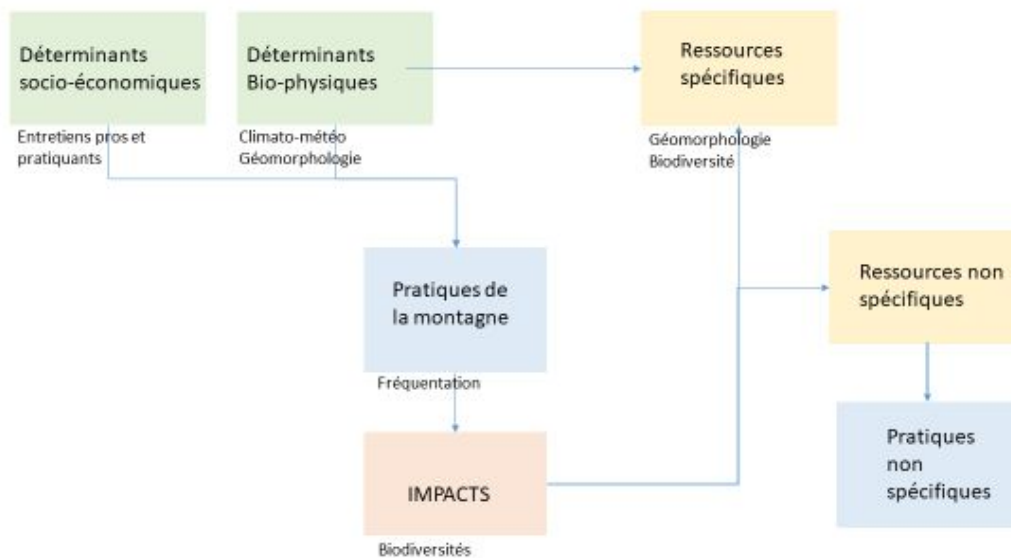 Déterminants
socio-économiques
Entretiens pros et
pratiquants
Déterminants
Bio-physiques
Climato-météo
Géomorphologie
Ressources
spécifiques
Géomorphologie
Biodiversité
Pratiques de
la montagne
Fréquentation
IMPACTS
Biodiversités
Ressources non
spécifiques
Pratiques
non
spécifiques